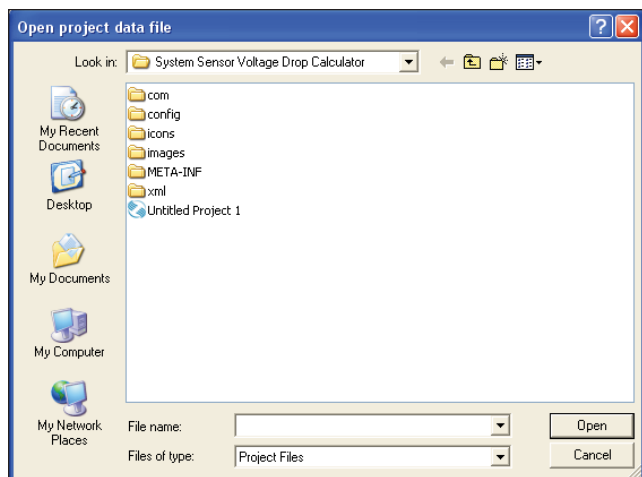 Open project data file
Look in: System Sensor Voltage Drop Calculator
My Recent
Documents
Desktop
My Documents
My Computer
My Network
Places
com
config
icons
images
META-INF
xml
Untitled Project 1
File name:
Open
Files of type: Project Files
Cancel